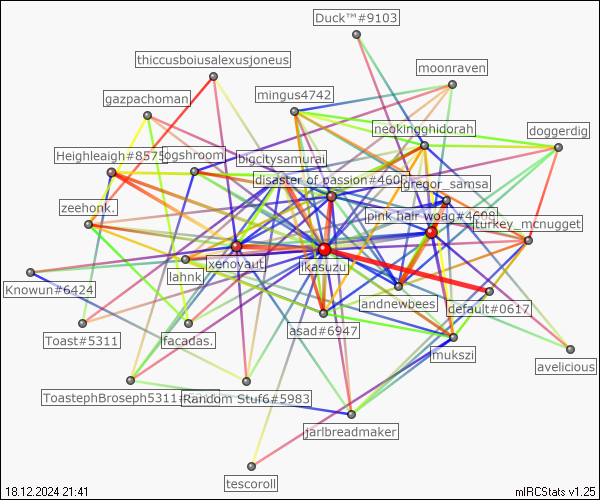 Duck™#9103
thiccusboiusalexusjoneus
moonraven
mingus4742
gazpachoman
neokingghidorah
doggerdig
Heighleaigh#8575
ogshroom
bigcitysamurai
disaster of passion#460
gregor_samsa
zeehonk.
pink hair woag#4698
turkey_mcnugget
xenoyaut
ikasuzu
lahnk
Knowun#6424
andnewbees
default#0617
asad#6947
Toast#5311
facadas.
mukszi
avelicious
ToastephBroseph5311#
Random Stuf6#5983
jarlbreadmaker
tescoroll
18.12.2024 21:41
mIRCStats v1.25